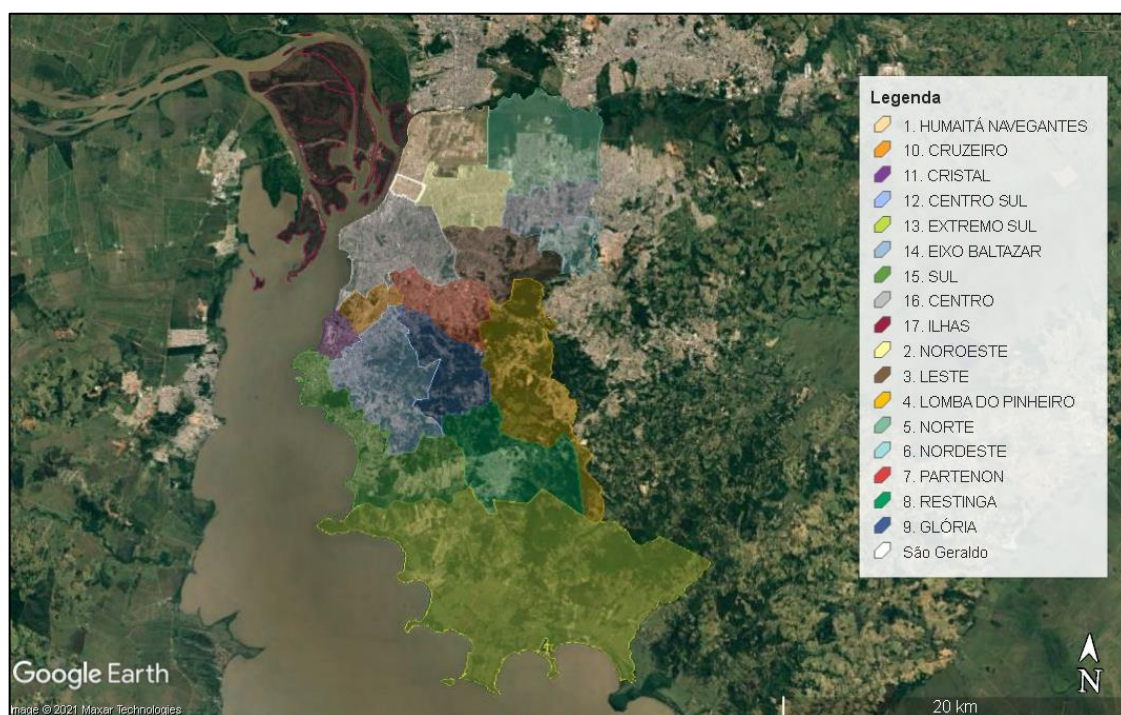 Legenda
1. HUMAITÁ NAVEGANTES
10. CRUZEIRO
11. CRISTAL
12. CENTRO SUL
13. EXTREMO SUL
14. EIXO BALTAZAR
15. SUL
16. CENTRO
17. ILHAS
2. NOROESTE
3. LESTE
4. LOMBA DO PINHEIRO
5. NORTE
6. NORDESTE
7. PARTENON
8. RESTINGA
9. GLÓRIA
São Geraldo
Google Earth
N
Image © 2021 Maxar Technologies
20 km